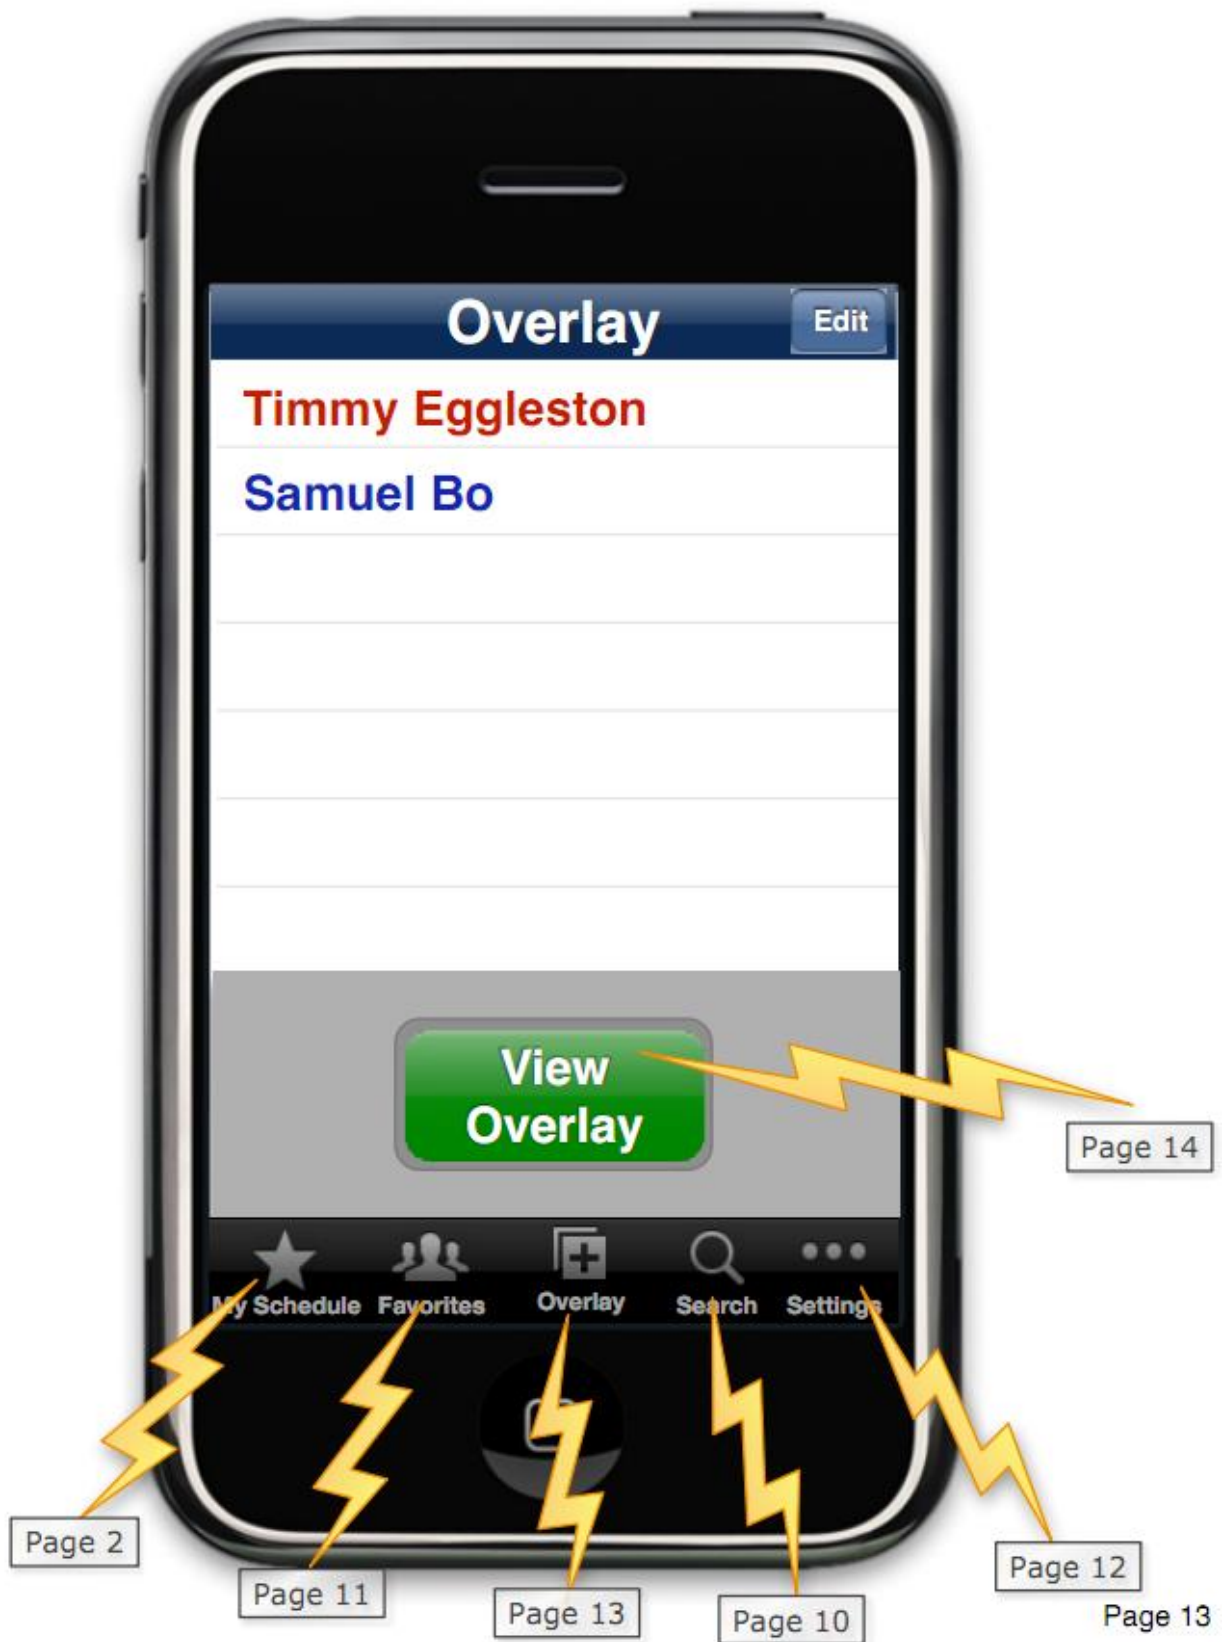 Overlay
Edit
Timmy Eggleston
Samuel Bo
View
Overlay
Page 14
My Schedule Favorites Overlay Search Settings
Page 2
Page 11
Page 13
Page 10
Page 12
Page 13